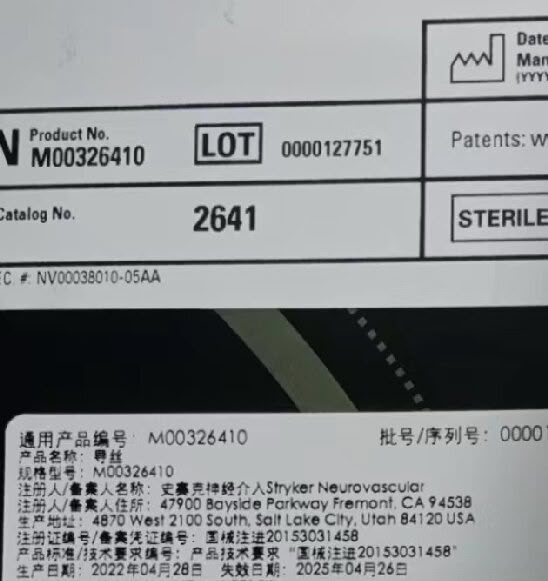 Date
Man
(YYYY
N Product No.
M00326410
LOT 0000127751
Patents: w
Catalog No. 2641
STERILE
EC. #: NV00038010-05AA
通用产品编号: M00326410 批号/序列号: 00001
产品名称: 导丝
规格型号: M00326410
注册人/备案人名称: 史赛克神经介入Stryker Neurovascular
注册人/备案人住所: 47900 Bayside Parkway Fremont, CA 94538
生产地址: 4870 West 2100 South, Salt Lake City, Utah 84120 USA
注册证编号/备案凭证编号: 国械注进20153031458
产品标准/技术要求编号: 产品技术要求 "国械注进20153031458"
生产日期: 2022年04月28日 失效日期: 2025年04月26日